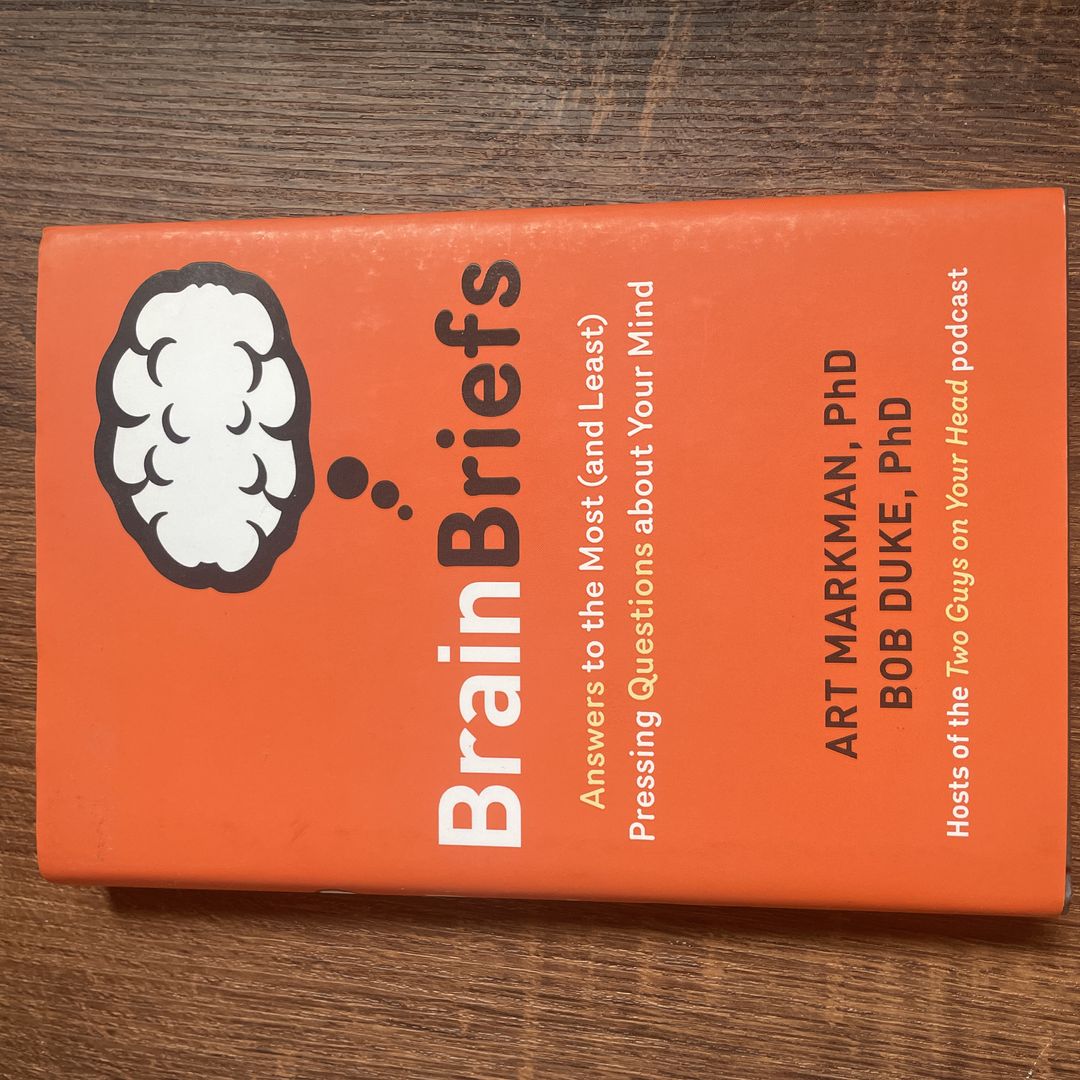 BrainBriefs
Answers to the Most (and Least)
Pressing Questions about Your Mind
ART MARKMAN, PhD
BOB DUKE, PhD
Hosts of the Two Guys on Your Head podcast